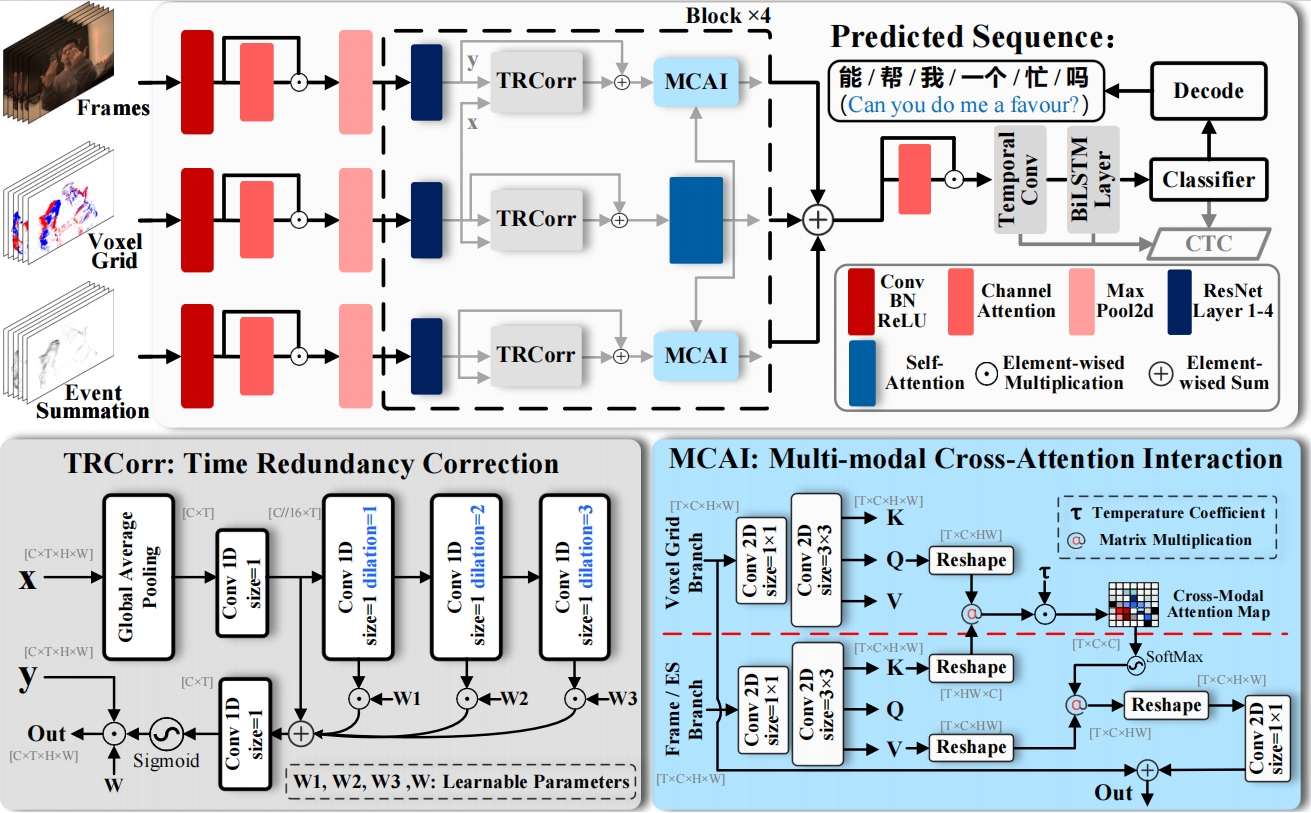 Block ×4
Frames
y
TRCorr
MCAI
x
Voxel
Grid
TRCorr
Event
Summation
TRCorr
MCAI
Predicted Sequence：
能 / 帮 / 我 / 一个 / 忙 / 吗
(Can you do me a favour?)
Decode
Temporal
Conv
BiLSTM
Layer
Classifier
CTC
Conv
BN
ReLU
Channel
Attention
Max
Pool2d
ResNet
Layer 1-4
Self-
Attention
Element-wised
Multiplication
Element-
wised Sum
TRCorr: Time Redundancy Correction
[C×T×H×W]
x
Global Average
Pooling
[C×T]
Conv 1D
size=1
[C//16×T]
Conv 1D
size=1 dilation=1
Conv 1D
size=1 dilation=2
Conv 1D
size=1 dilation=3
[C×T×H×W]
y
W1
W2
W3
[C×T]
Conv 1D
size=1
Out
Sigmoid
[C×T×H×W]
W
W1, W2, W3 ,W: Learnable Parameters
MCAI: Multi-modal Cross-Attention Interaction
[T×C×H×W]
Voxel Grid
Branch
Conv 2D
size=1×1
Conv 2D
size=3×3
[T×C×H×W]
K
Q
V
[T×C×HW]
Reshape
τ Temperature Coefficient
@ Matrix Multiplication
τ
@
Cross-Modal
Attention Map
[T×C×C]
SoftMax
Frame / ES
Branch
Conv 2D
size=1×1
Conv 2D
size=3×3
[T×C×H×W]
K
Reshape
[T×HW×C]
Q
V
[T×C×HW]
Reshape
@
[T×C×HW]
Reshape
[T×C×H×W]
Conv 2D
size=1×1
[T×C×H×W]
Out